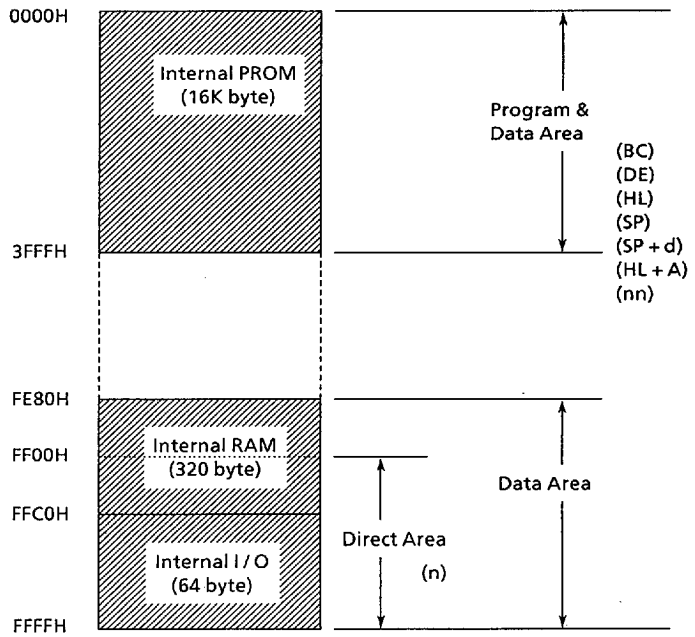 0000H
Internal PROM
(16K byte)
Program &
Data Area
(BC)
(DE)
(HL)
(SP)
(SP + d)
(HL + A)
(nn)
3FFFH
FE80H
Internal RAM
(320 byte)
FF00H
Data Area
FFC0H
Direct Area
(n)
Internal I / O
(64 byte)
FFFFH